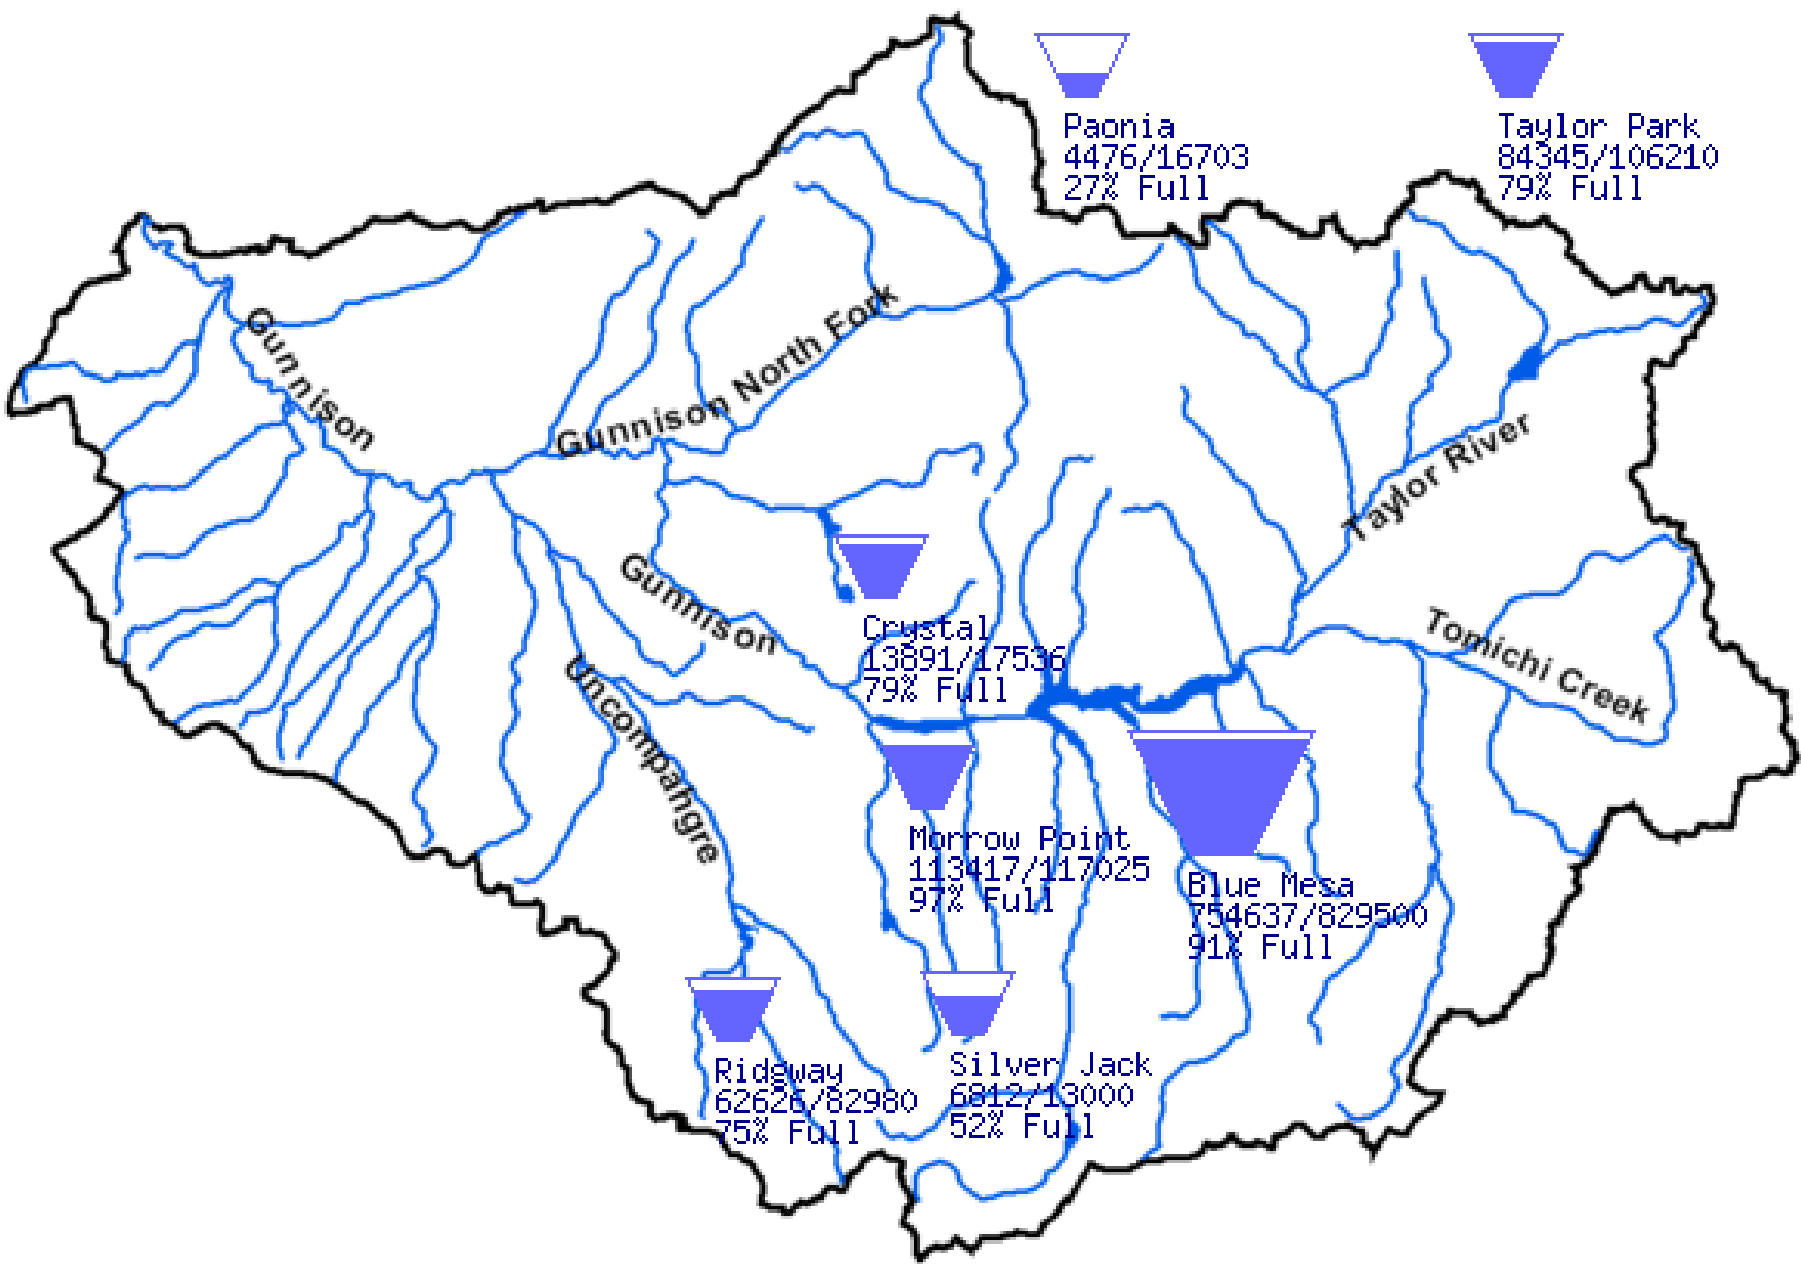 Paonia
4476/16703
27% Full
Taylor Park
84345/106210
79% Full
Gunnison
Gunnison North Fork
Taylor River
Gunnison
Crystal
13891/17536
79% Full
Tomichi Creek
Uncompahgre
Morrow Point
113417/117025
97% Full
Blue Mesa
754637/829500
91% Full
Ridgway
62626/82980
75% Full
Silver Jack
6812/13000
52% Full